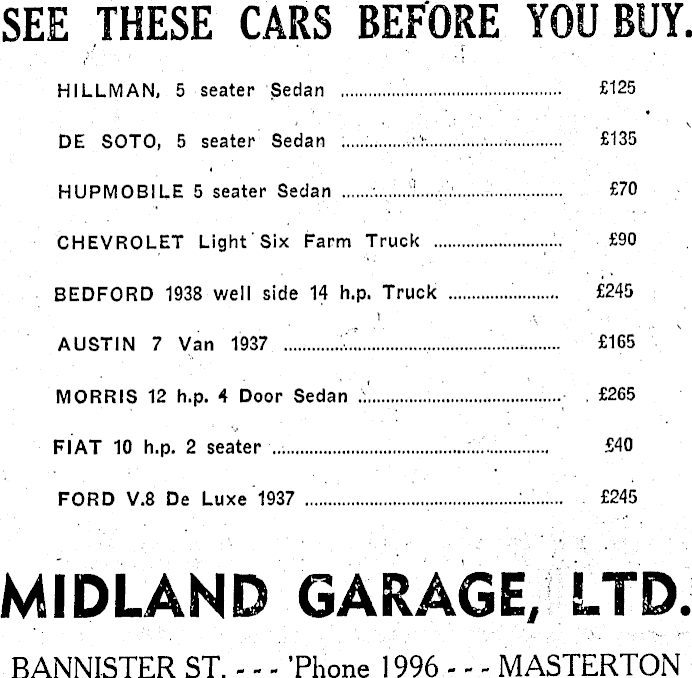 SEE THESE CARS BEFORE YOU BUY.
HILLMAN, 5 seater Sedan ............ £125
DE SOTO, 5 seater Sedan ............ £135
HUPMOBILE 5 seater Sedan ............ £70
CHEVROLET Light Six Farm Truck ............ £90
BEDFORD 1938 well side 14 h.p. Truck ............ £245
AUSTIN 7 Van 1937 ............ £165
MORRIS 12 h.p. 4 Door Sedan ............ £265
FIAT 10 h.p. 2 seater ............ £40
FORD V.8 De Luxe 1937 ............ £245
MIDLAND GARAGE, LTD.
BANNISTER ST. - - - 'Phone 1996 - - - MASTERTON